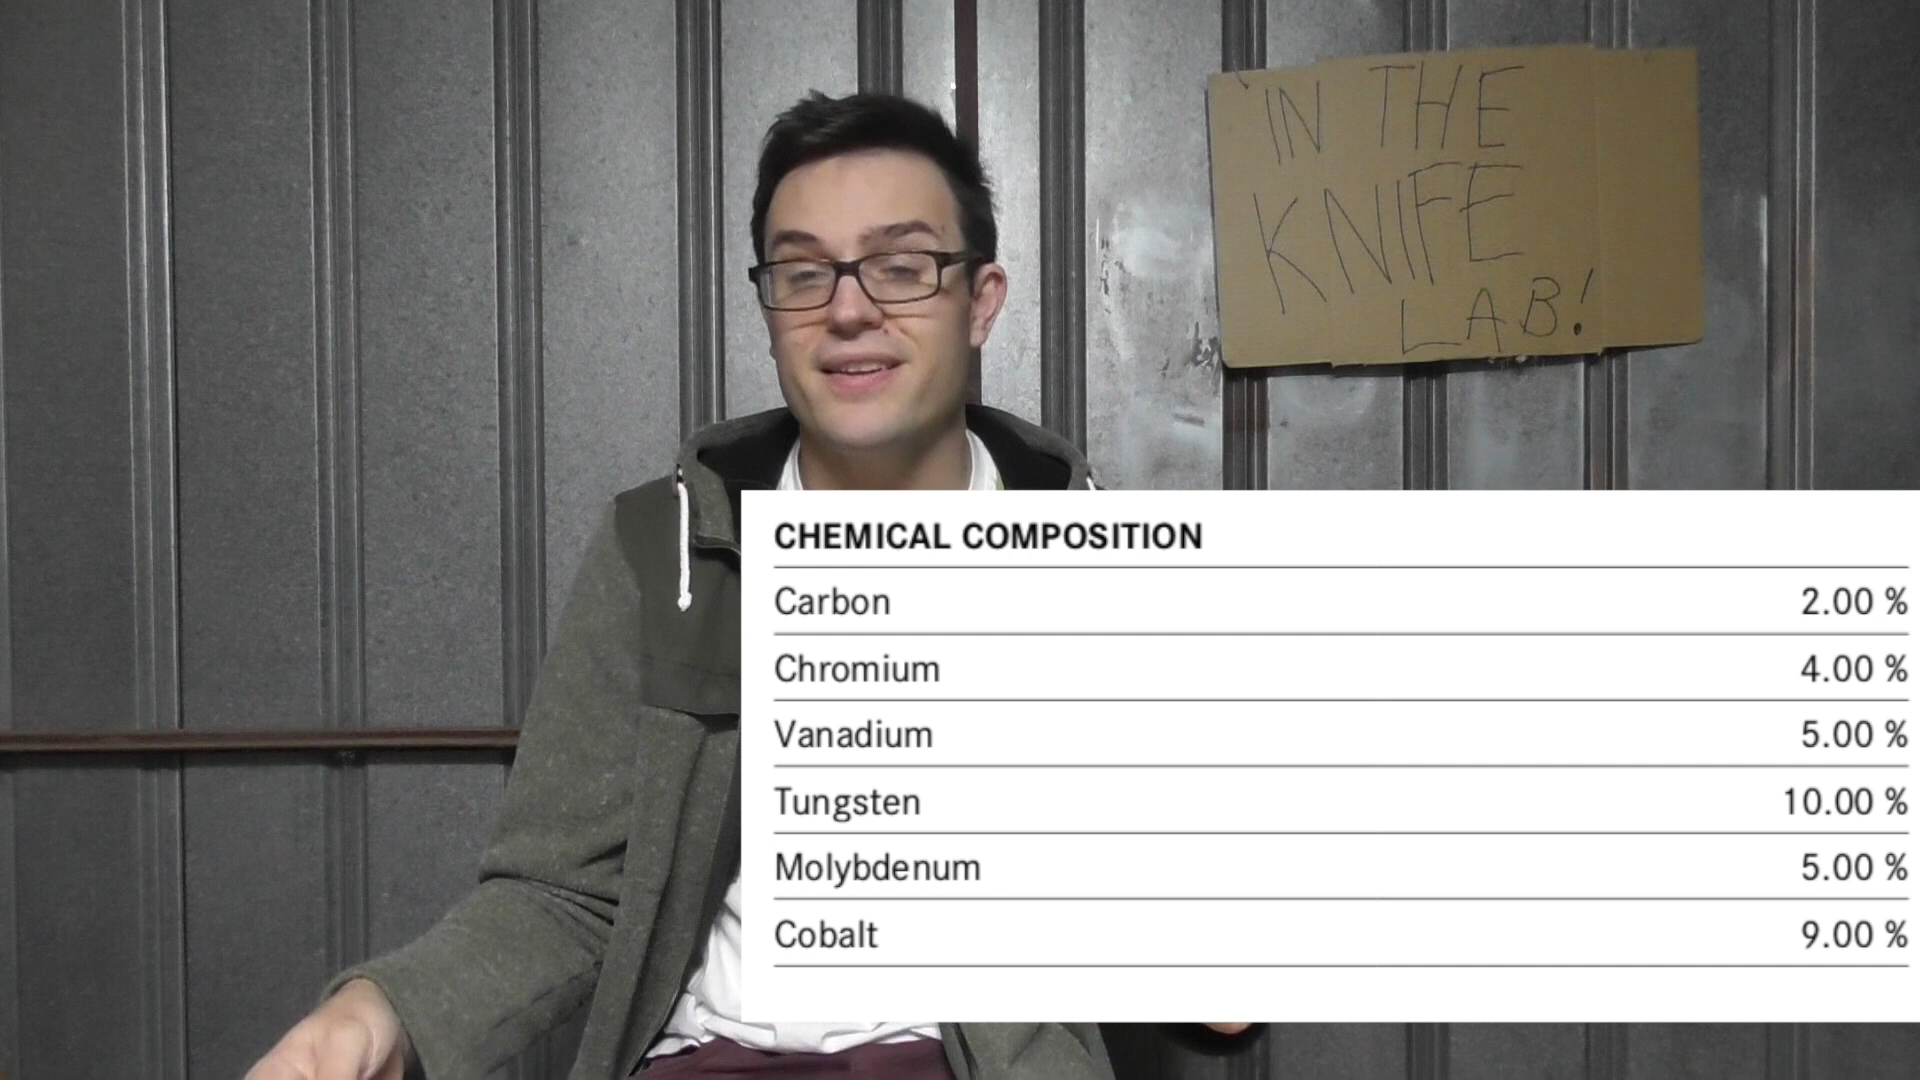 IN THE
KNIFE
LAB!
CHEMICAL COMPOSITION
Carbon 2.00 %
Chromium 4.00 %
Vanadium 5.00 %
Tungsten 10.00 %
Molybdenum 5.00 %
Cobalt 9.00 %